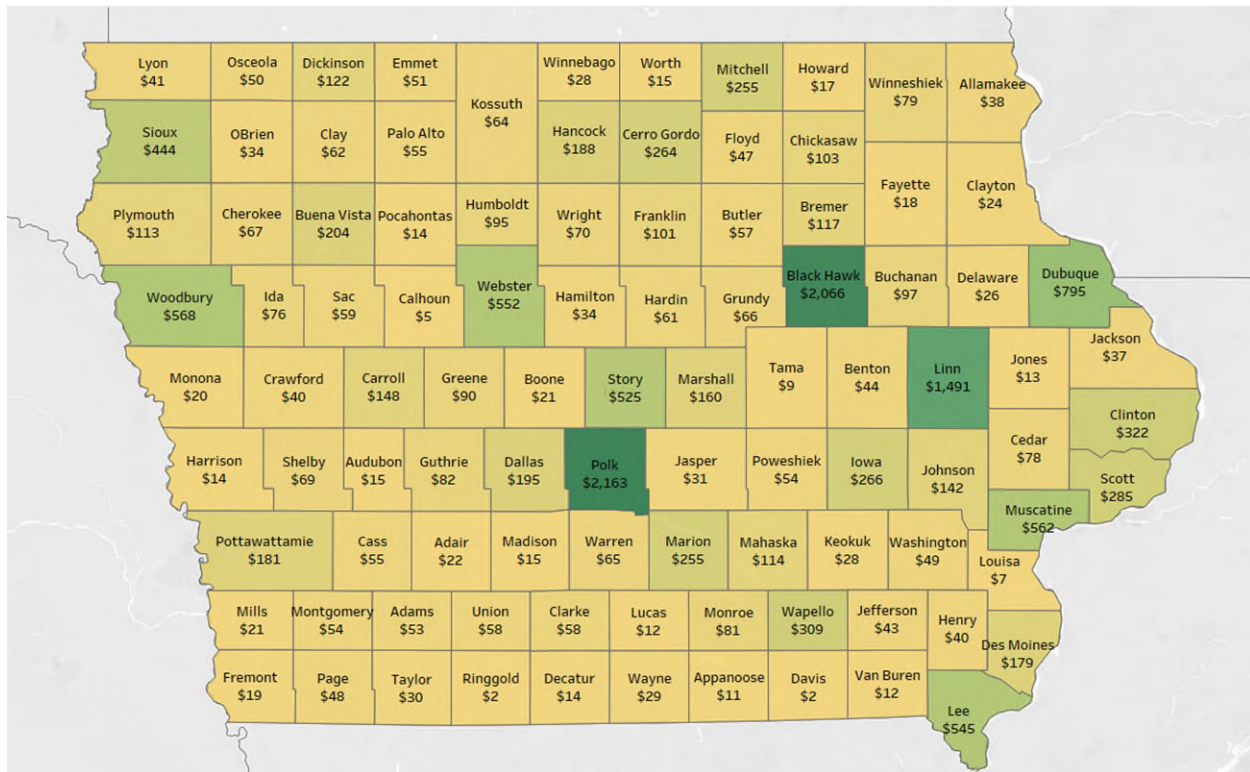 Lyon
$41
Osceola
$50
Dickinson
$122
Emmet
$51
Kossuth
$64
Winnebago
$28
Worth
$15
Mitchell
$255
Howard
$17
Winneshiek
$79
Allamakee
$38
Sioux
$444
OBrien
$34
Clay
$62
Palo Alto
$55
Hancock
$188
Cerro Gordo
$264
Floyd
$47
Chickasaw
$103
Fayette
$18
Clayton
$24
Plymouth
$113
Cherokee
$67
Buena Vista
$204
Pocahontas
$14
Humboldt
$95
Wright
$70
Franklin
$101
Butler
$57
Bremer
$117
Woodbury
$568
Ida
$76
Sac
$59
Calhoun
$5
Webster
$552
Hamilton
$34
Hardin
$61
Grundy
$66
Black Hawk
$2,066
Buchanan
$97
Delaware
$26
Dubuque
$795
Monona
$20
Crawford
$40
Carroll
$148
Greene
$90
Boone
$21
Story
$525
Marshall
$160
Tama
$9
Benton
$44
Linn
$1,491
Jones
$13
Jackson
$37
Clinton
$322
Harrison
$14
Shelby
$69
Audubon
$15
Guthrie
$82
Dallas
$195
Polk
$2,163
Jasper
$31
Poweshiek
$54
Iowa
$266
Johnson
$142
Cedar
$78
Scott
$285
Muscatine
$562
Pottawattamie
$181
Cass
$55
Adair
$22
Madison
$15
Warren
$65
Marion
$255
Mahaska
$114
Keokuk
$28
Washington
$49
Louisa
$7
Mills
$21
Montgomery
$54
Adams
$53
Union
$58
Clarke
$58
Lucas
$12
Monroe
$81
Wapello
$309
Jefferson
$43
Henry
$40
Des Moines
$179
Fremont
$19
Page
$48
Taylor
$30
Ringgold
$2
Decatur
$14
Wayne
$29
Appanoose
$11
Davis
$2
Van Buren
$12
Lee
$545